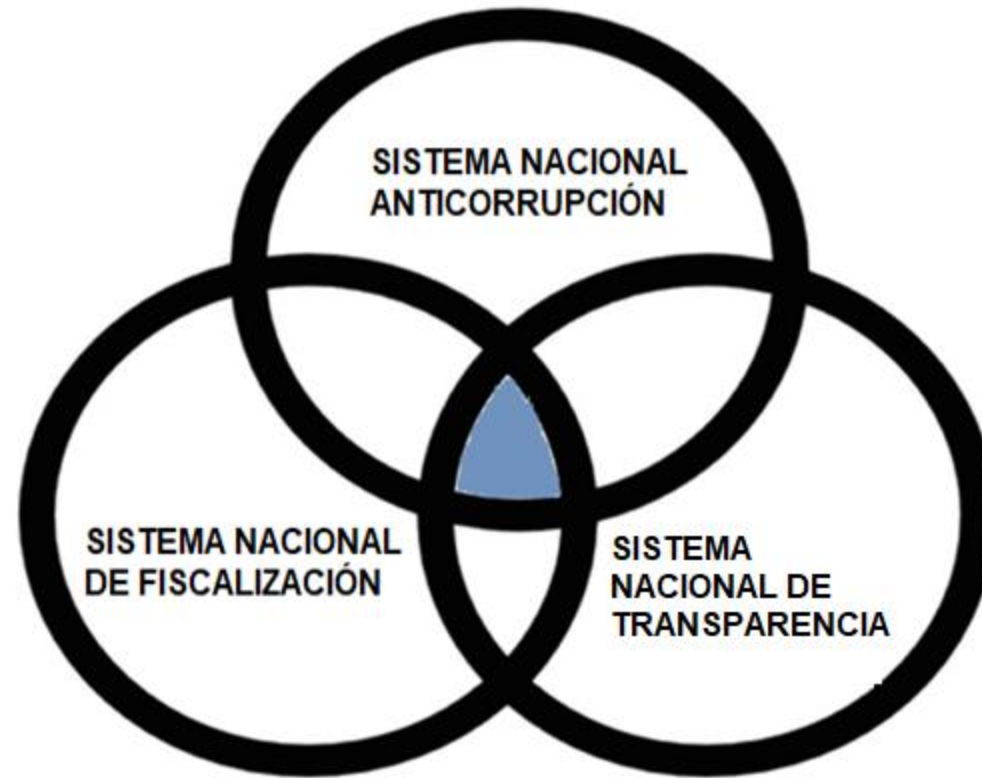 SISTEMA NACIONAL
ANTICORRUPCIÓN
SISTEMA NACIONAL
DE FISCALIZACIÓN
SISTEMA
NACIONAL DE
TRANSPARENCIA